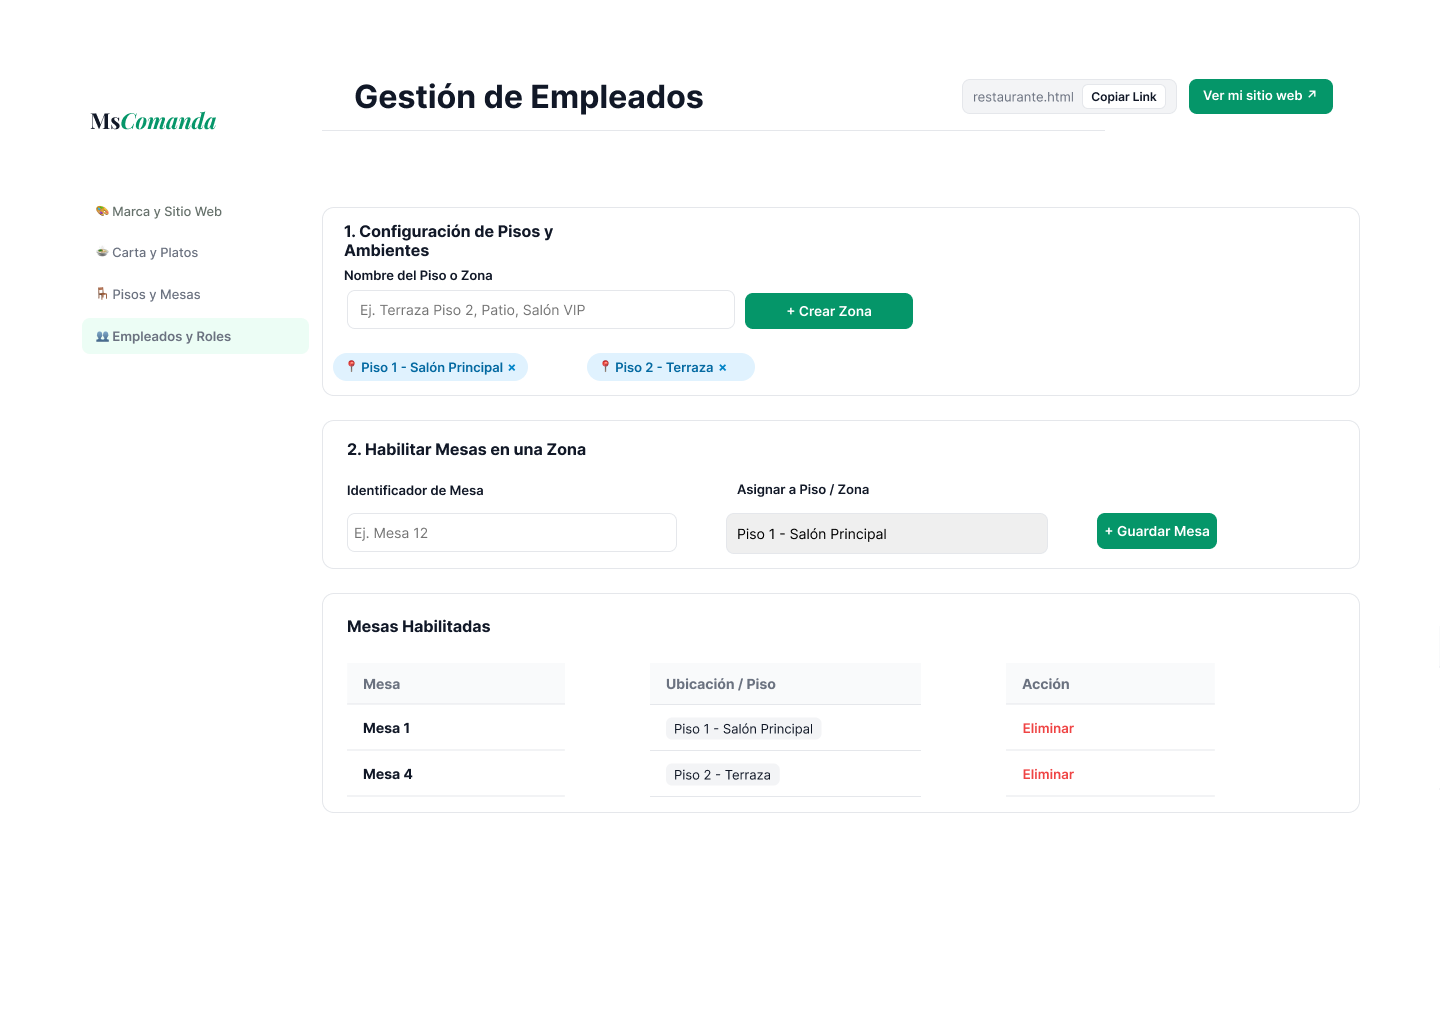 Gestión de Empleados
restaurante.html
Copiar Link
Ver mi sitio web ↗
MsComanda
Marca y Sitio Web
Carta y Platos
Pisos y Mesas
Empleados y Roles
1. Configuración de Pisos y
Ambientes
Nombre del Piso o Zona
Ej. Terraza Piso 2, Patio, Salón VIP
+ Crear Zona
Piso 1 - Salón Principal ×
Piso 2 - Terraza ×
2. Habilitar Mesas en una Zona
Identificador de Mesa
Asignar a Piso / Zona
Ej. Mesa 12
Piso 1 - Salón Principal
+ Guardar Mesa
Mesas Habilitadas
Mesa
Ubicación / Piso
Acción
Mesa 1
Piso 1 - Salón Principal
Eliminar
Mesa 4
Piso 2 - Terraza
Eliminar